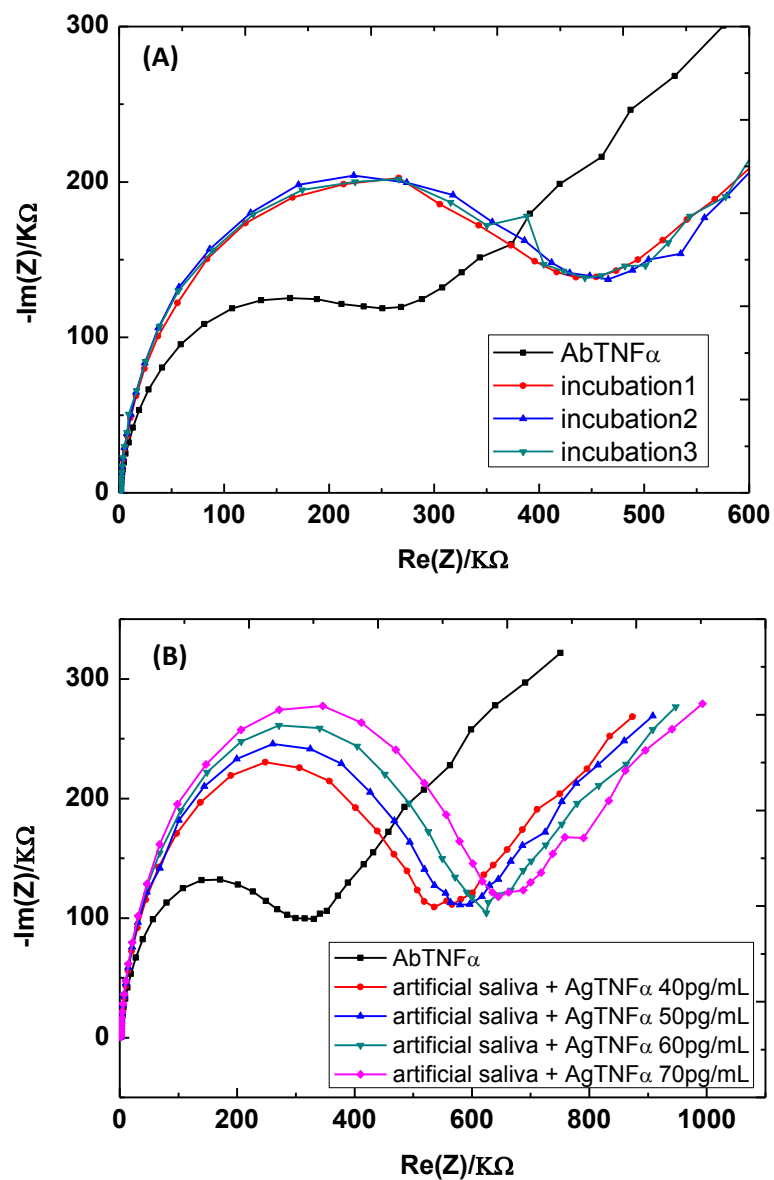 (A)
300
200
100
0
-Im(Z)/KΩ
0 100 200 300 400 500 600
Re(Z)/KΩ
AbTNFα
incubation1
incubation2
incubation3
(B)
300
200
100
0
-Im(Z)/KΩ
0 200 400 600 800 1000
Re(Z)/KΩ
AbTNFα
artificial saliva + AgTNFα 40pg/mL
artificial saliva + AgTNFα 50pg/mL
artificial saliva + AgTNFα 60pg/mL
artificial saliva + AgTNFα 70pg/mL